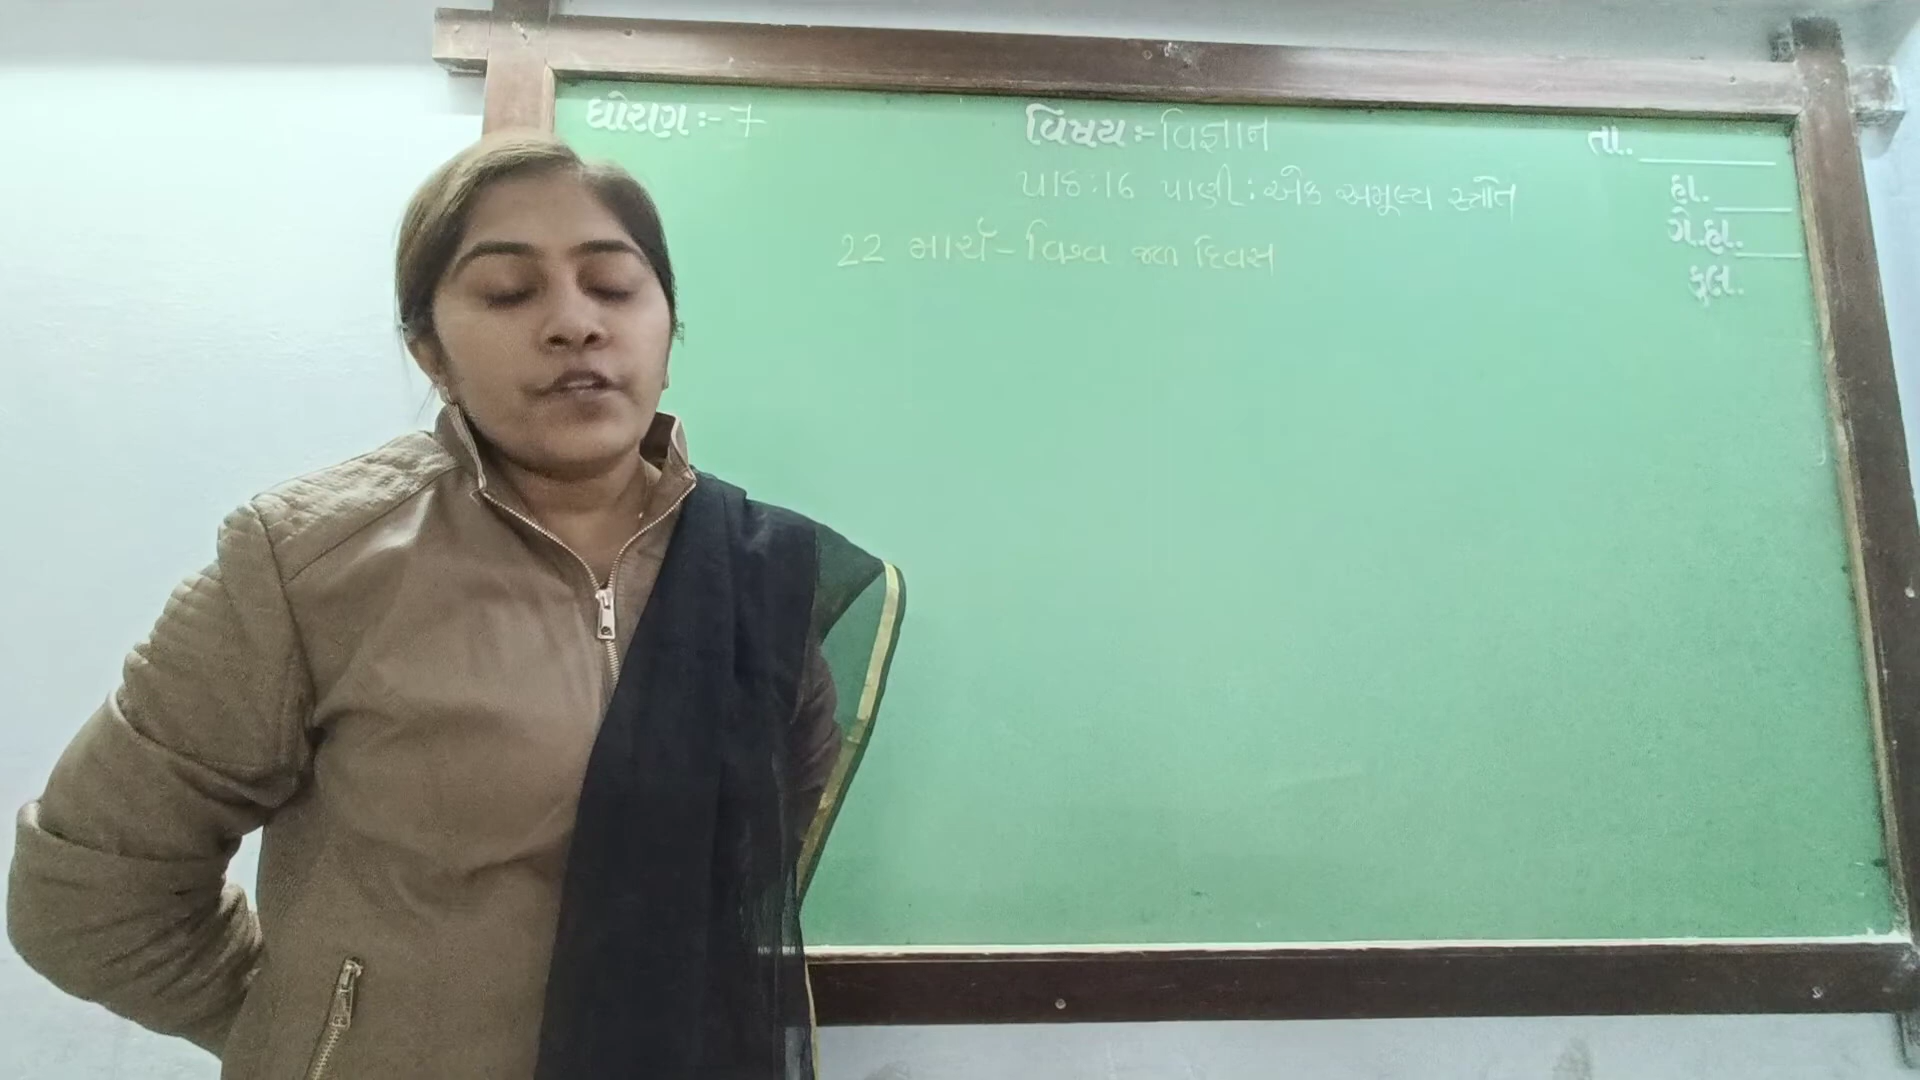 ધોરણ :- 7
વિષય :- વિજ્ઞાન
પાઠ : 16 પાણી : એક અમૂલ્ય સ્ત્રોત
22 માર્ચ - વિશ્વ જળ દિવસ
તા.
હા.
ગે.હા.
કુલ.